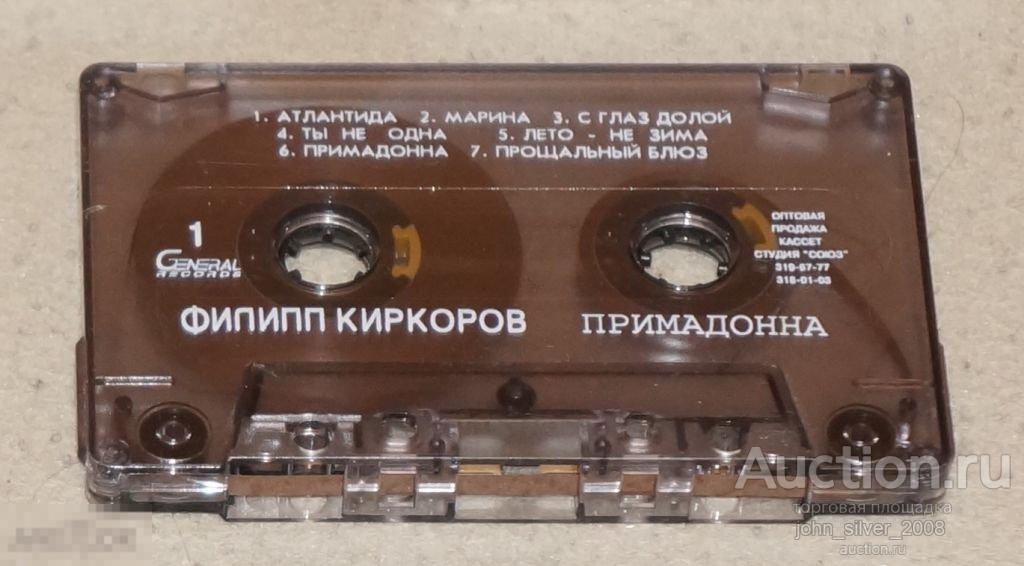 1. АТЛАНТИДА 2. МАРИНА 3. С ГЛАЗ ДОЛОЙ
4. ТЫ НЕ ОДНА 5. ЛЕТО - НЕ ЗИМА
6. ПРИМАДОННА 7. ПРОЩАЛЬНЫЙ БЛЮЗ
1
GENERAL
RECORDS
ОПТОВАЯ
ПРОДАЖА
КАССЕТ
СТУДИЯ "СОЮЗ"
319-97-77
318-01-03
ФИЛИПП КИРКОРОВ
ПРИМАДОННА
Auction.ru
торговая площадка
john_silver_2008
auction.ru